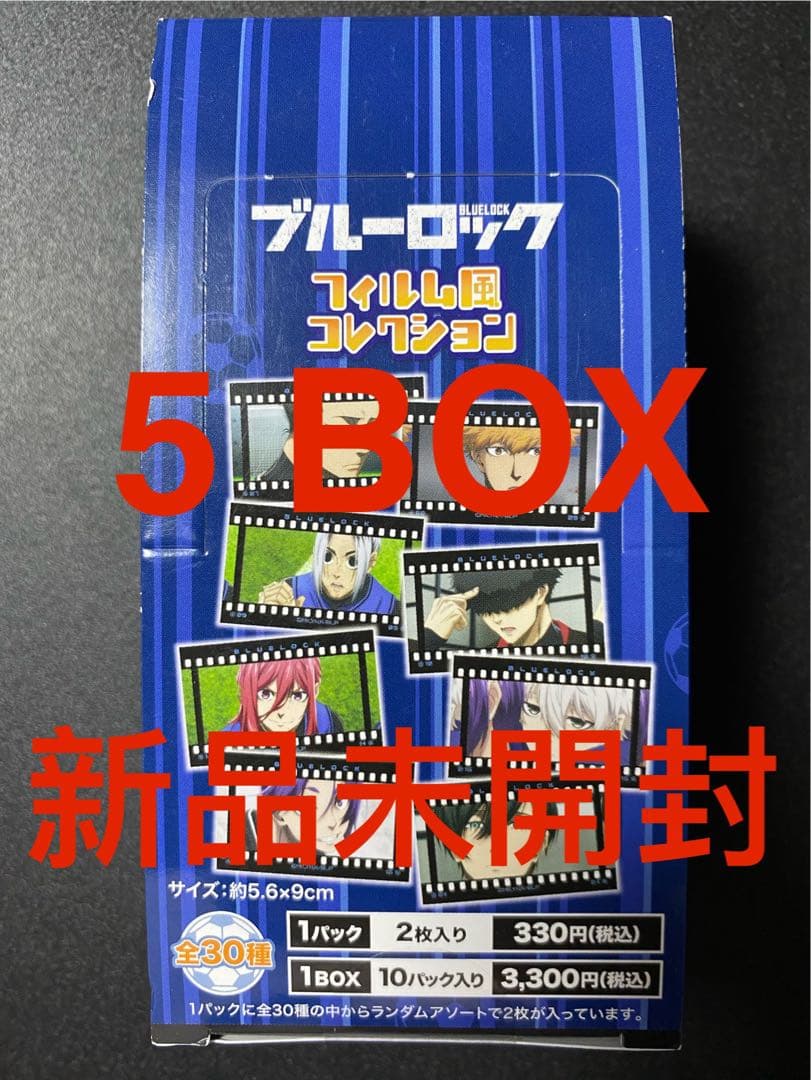 ブルーロック
BLUELOCK
フィルム風
コレクション
5 BOX
BLUELOCK
BLUELOCK
BLUELOCK
BLUELOCK
新品未開封
サイズ:約5.6×9cm
全30種
1パック 2枚入り 330円(税込)
1BOX 10パック入り 3,300円(税込)
1パックに全30種の中からランダムアソートで2枚が入っています。